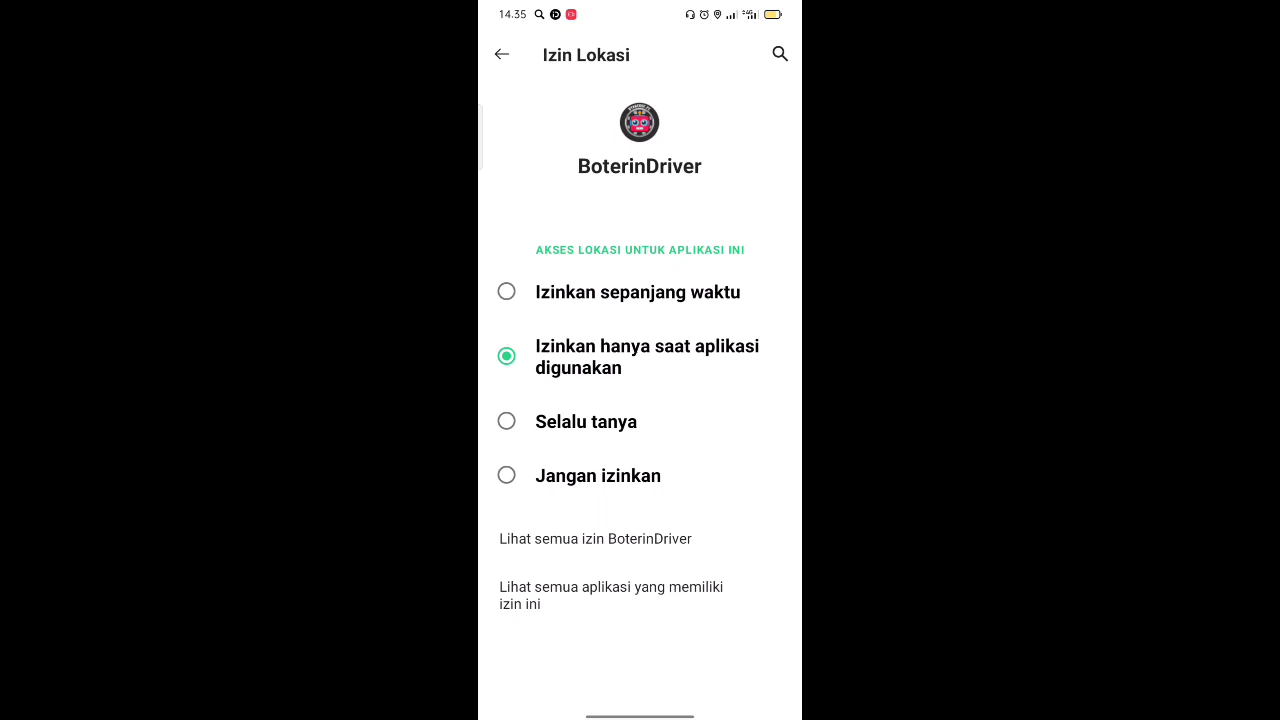 14.35
Izin Lokasi
BoterinDriver
AKSES LOKASI UNTUK APLIKASI INI
Izinkan sepanjang waktu
Izinkan hanya saat aplikasi
digunakan
Selalu tanya
Jangan izinkan
Lihat semua izin BoterinDriver
Lihat semua aplikasi yang memiliki
izin ini